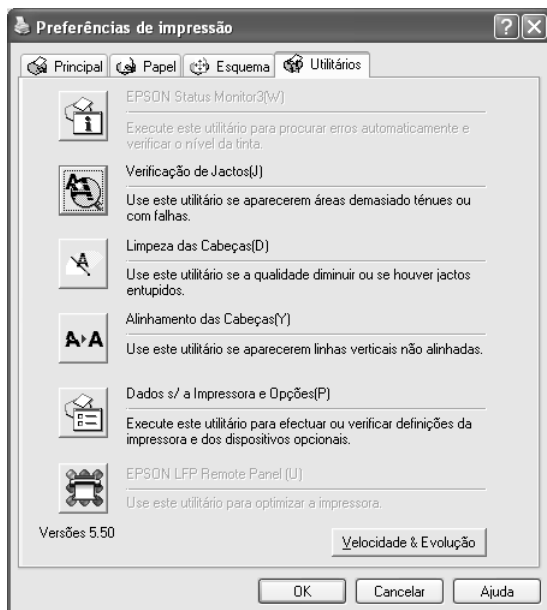 Preferências de impressão
Principal
Papel
Esquema
Utilitários
EPSON Status Monitor3(W)
Execute este utilitário para procurar erros automaticamente e
verificar o nível da tinta.
Verificação de Jactos(J)
Use este utilitário se aparecerem áreas demasiado ténues ou
com falhas.
Limpeza das Cabeças(D)
Use este utilitário se a qualidade diminuir ou se houver jactos
entupidos.
Alinhamento das Cabeças(Y)
Use este utilitário se aparecerem linhas verticais não alinhadas.
Dados s/ a Impressora e Opções(P)
Execute este utilitário para efectuar ou verificar definições da
impressora e dos dispositivos opcionais.
EPSON LFP Remote Panel (U)
Use este utilitário para optimizar a impressora.
Versões 5.50
Velocidade & Evolução
OK
Cancelar
Ajuda